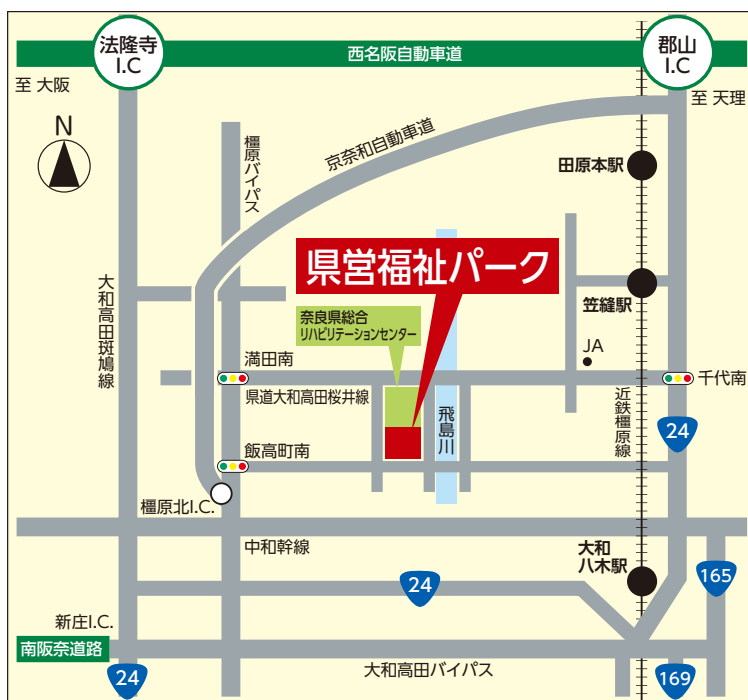 法隆寺
I.C
西名阪自動車道
郡山
I.C
至 大阪
至 天理
N
橿原バイパス
京奈和自動車道
田原本駅
県営福祉パーク
大和高田斑鳩線
笠縫駅
奈良県総合
リハビリテーションセンター
JA
満田南
千代南
県道大和高田桜井線
飛鳥川
近鉄橿原線
24
飯高町南
橿原北I.C.
中和幹線
大和
八木駅
24
165
新庄I.C.
南阪奈道路
大和高田バイパス
24
169